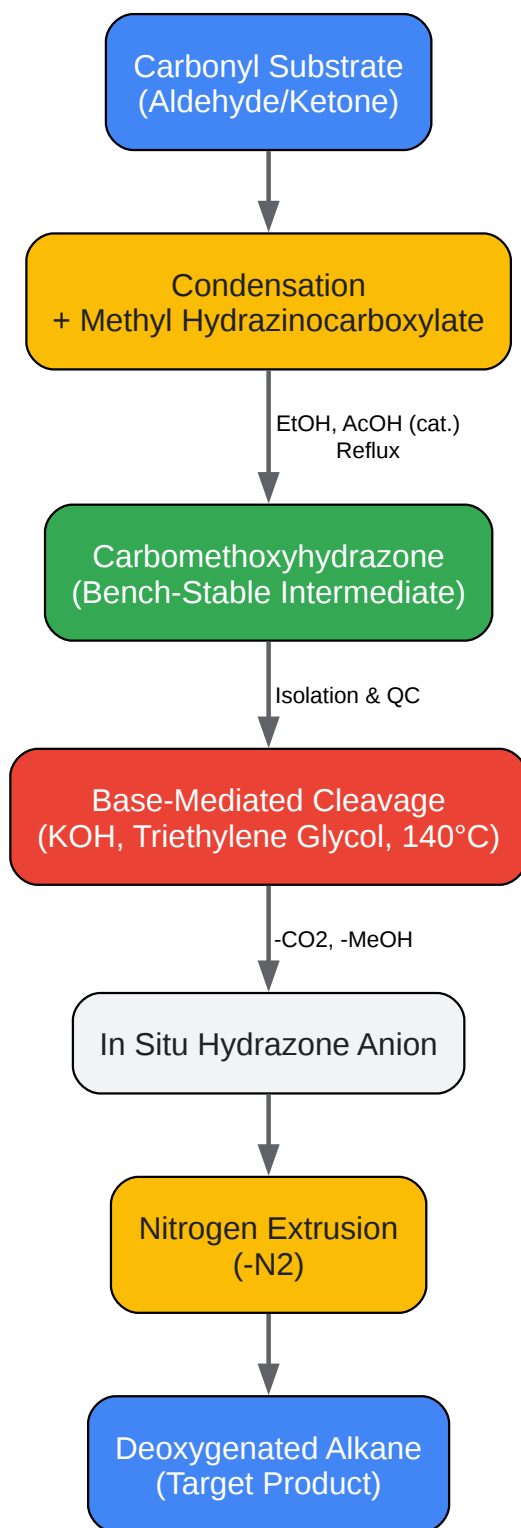 Carbonyl Substrate
(Aldehyde/Ketone)
Condensation
+ Methyl Hydrazinocarboxylate
EtOH, AcOH (cat.)
Reflux
Carbomethoxyhydrazone
(Bench-Stable Intermediate)
Isolation & QC
Base-Mediated Cleavage
(KOH, Triethylene Glycol, 140°C)
-CO2, -MeOH
In Situ Hydrazone Anion
Nitrogen Extrusion
(-N2)
Deoxygenated Alkane
(Target Product)